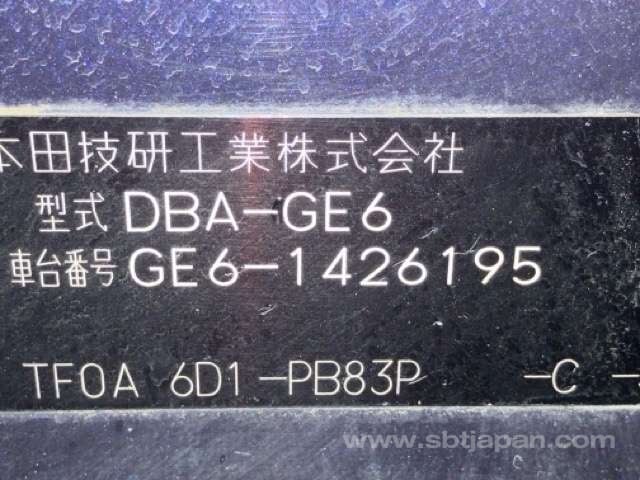 本田技研工業株式会社
型式 DBA-GE6
車台番号 GE6-1426195
TF0A 6D1-PB83P -C -
www.sbtjapan.com